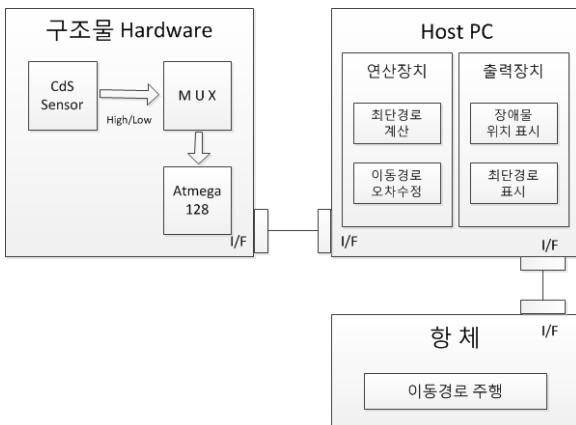 구조물 Hardware
CdS
Sensor
High/Low
M U X
Atmega
128
I/F
Host PC
연산장치
최단경로
계산
이동경로
오차수정
출력장치
장애물
위치 표시
최단경로
표시
I/F
I/F
항 체
I/F
이동경로 주행